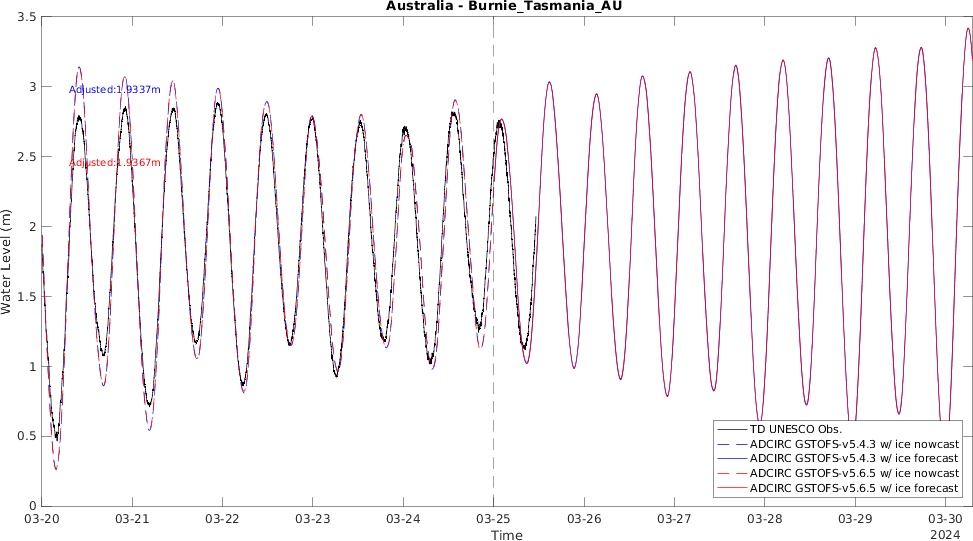 Australia - Burnie_Tasmania_AU
3.5
3
2.5
2
1.5
1
0.5
0
Water Level (m)
Adjusted:1.9337m
Adjusted:1.9367m
TD UNESCO Obs.
ADCIRC GSTOFS-v5.4.3 w/ ice nowcast
ADCIRC GSTOFS-v5.4.3 w/ ice forecast
ADCIRC GSTOFS-v5.6.5 w/ ice nowcast
ADCIRC GSTOFS-v5.6.5 w/ ice forecast
03-20 03-21 03-22 03-23 03-24 03-25 03-26 03-27 03-28 03-29 03-30
Time
2024